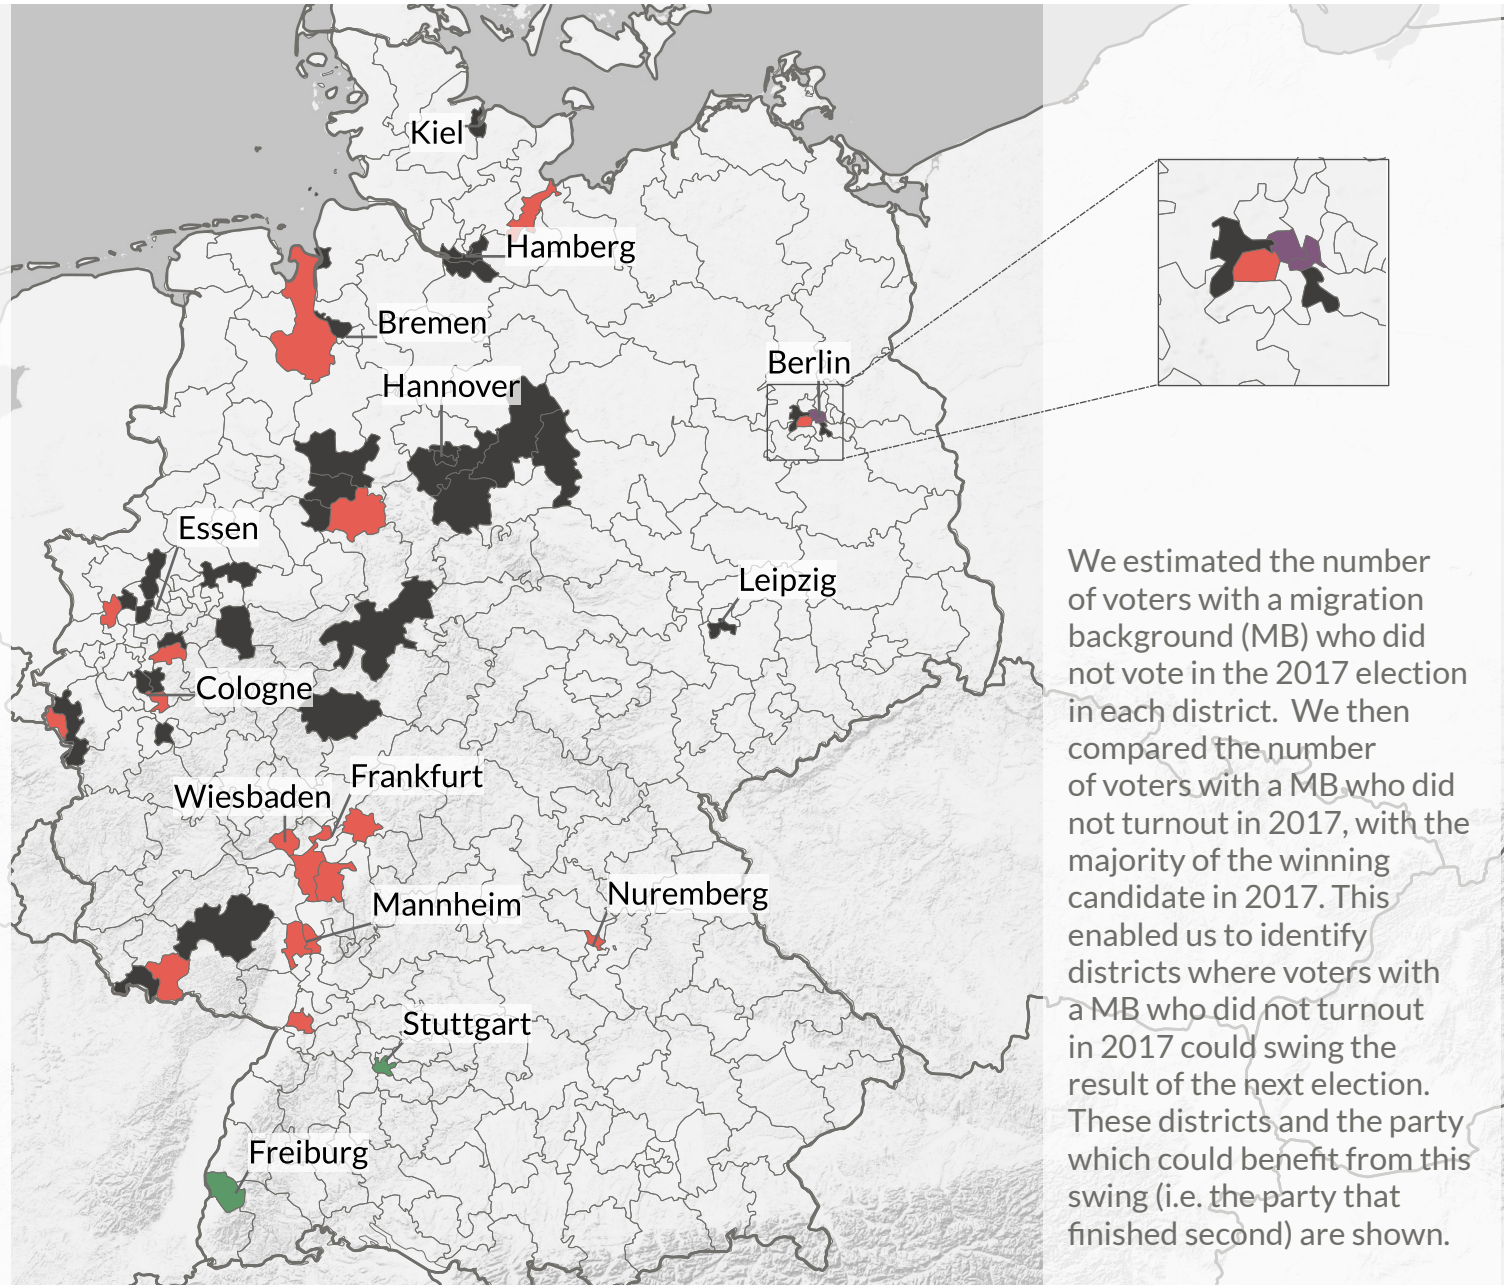 Kiel
Hamberg
Bremen
Hannover
Berlin
Essen
Leipzig
Cologne
Frankfurt
Wiesbaden
Mannheim
Nuremberg
Stuttgart
Freiburg
We estimated the number
of voters with a migration
background (MB) who did
not vote in the 2017 election
in each district.  We then
compared the number
of voters with a MB who did
not turnout in 2017, with the
majority of the winning
candidate in 2017. This
enabled us to identify
districts where voters with
a MB who did not turnout
in 2017 could swing the
result of the next election.
These districts and the party
which could benefit from this
swing (i.e. the party that
finished second) are shown.